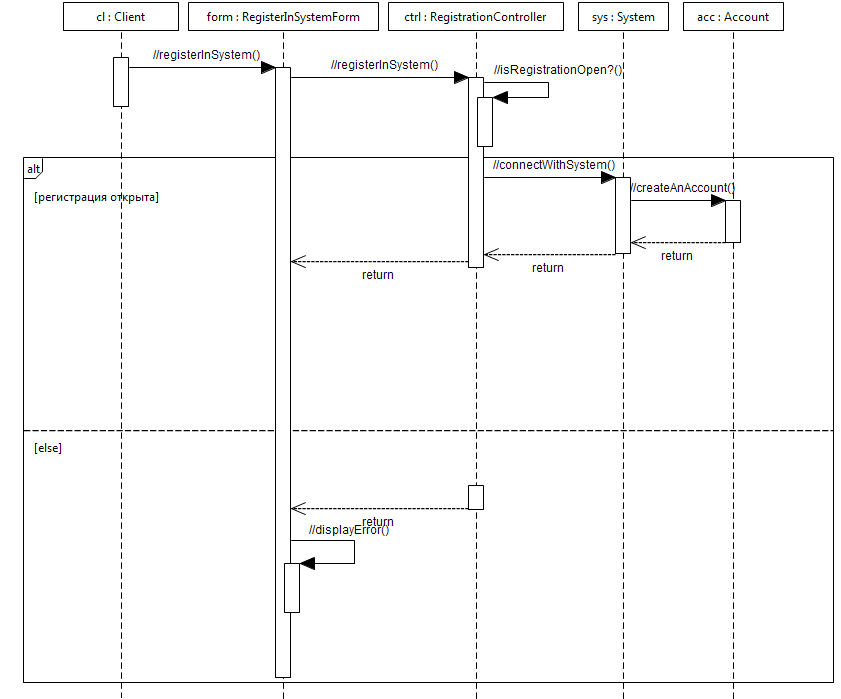 cl : Client
form : RegisterInSystemForm
ctrl : RegistrationController
sys : System
acc : Account
//registerInSystem()
//registerInSystem()
//isRegistrationOpen?()
alt
//connectWithSystem()
//createAnAccount()
[регистрация открыта]
return
return
return
[else]
return
//displayError()